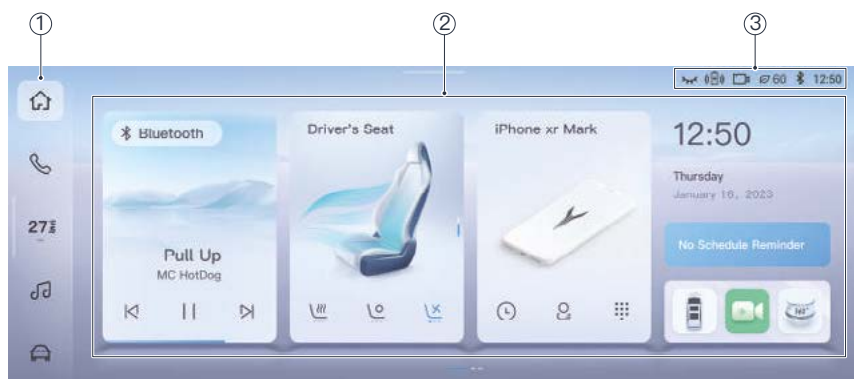 ① ② ③
60 12:50
Bluetooth
Pull Up
MC HotDog
Driver's Seat
iPhone xr Mark
12:50
Thursday
January 16, 2023
No Schedule Reminder
27
360°